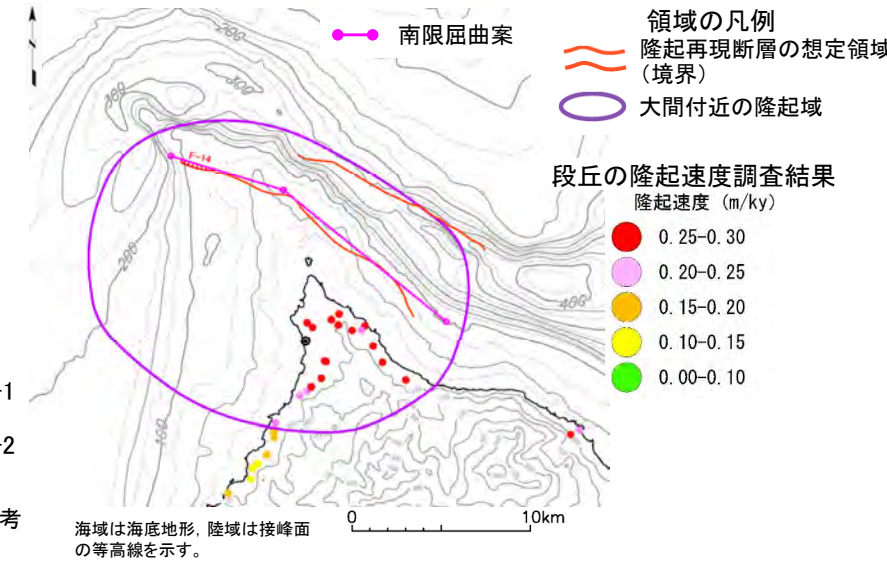 南限屈曲案
領域の凡例
隆起再現断層の想定領域
(境界)
大間付近の隆起域
段丘の隆起速度調査結果
隆起速度 (m/ky)
0.25-0.30
0.20-0.25
0.15-0.20
0.10-0.15
0.00-0.10
200
300
300
F-14
200
400
100
200
-1
-2
考
0
10km
海域は海底地形,陸域は接峰面
の等高線を示す。